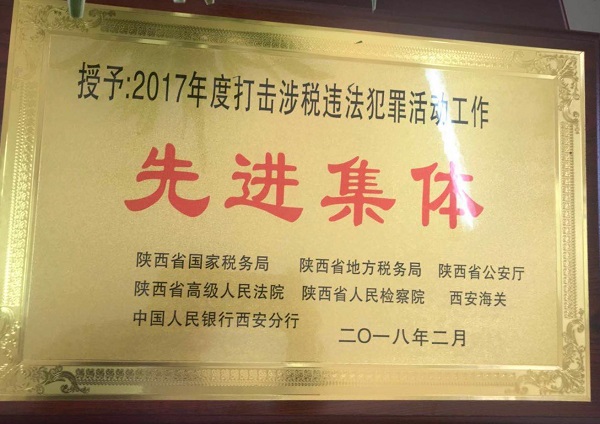 授予:2017年度打击涉税违法犯罪活动工作
先进集体
陕西省国家税务局 陕西省地方税务局 陕西省公安厅
陕西省高级人民法院 陕西省人民检察院 西安海关
中国人民银行西安分行
二〇一八年二月